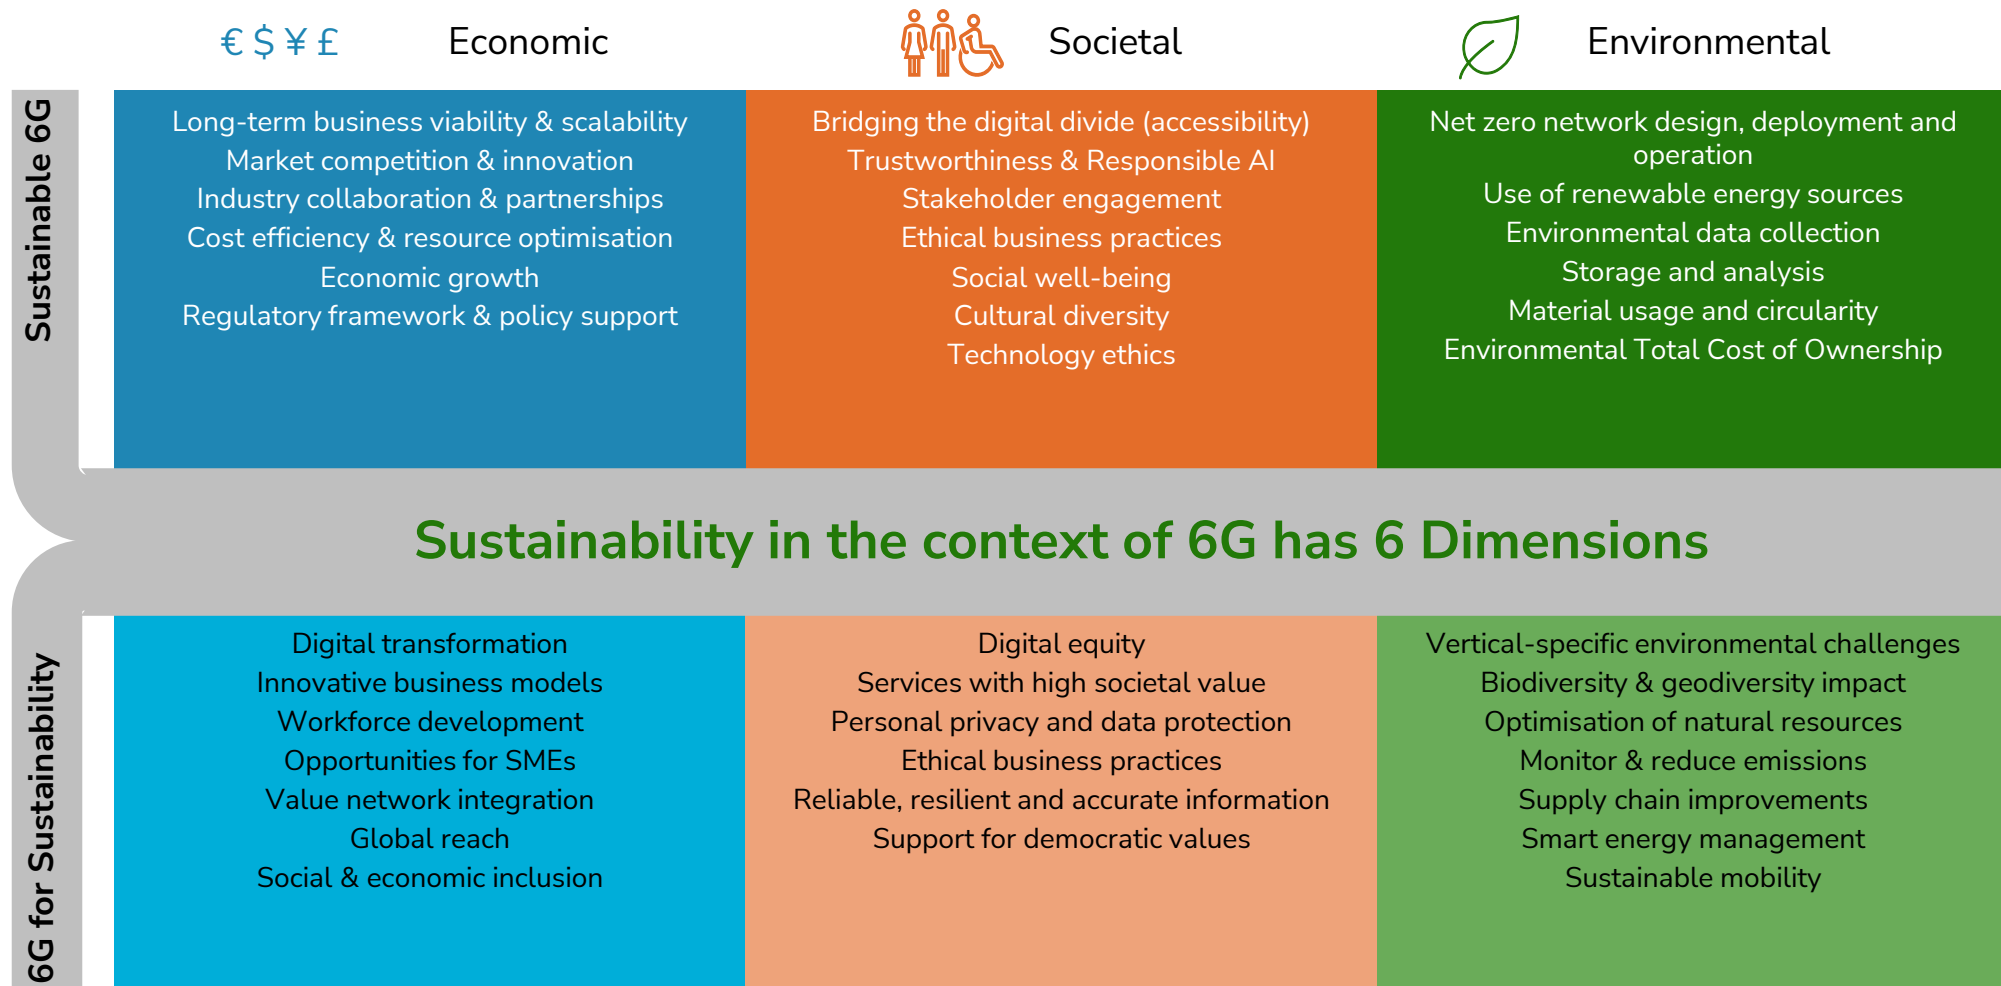 € $ ¥ £
Economic
Societal
Environmental
Sustainable 6G
Long-term business viability & scalability
Market competition & innovation
Industry collaboration & partnerships
Cost efficiency & resource optimisation
Economic growth
Regulatory framework & policy support
Bridging the digital divide (accessibility)
Trustworthiness & Responsible AI
Stakeholder engagement
Ethical business practices
Social well-being
Cultural diversity
Technology ethics
Net zero network design, deployment and
operation
Use of renewable energy sources
Environmental data collection
Storage and analysis
Material usage and circularity
Environmental Total Cost of Ownership
Sustainability in the context of 6G has 6 Dimensions
6G for Sustainability
Digital transformation
Innovative business models
Workforce development
Opportunities for SMEs
Value network integration
Global reach
Social & economic inclusion
Digital equity
Services with high societal value
Personal privacy and data protection
Ethical business practices
Reliable, resilient and accurate information
Support for democratic values
Vertical-specific environmental challenges
Biodiversity & geodiversity impact
Optimisation of natural resources
Monitor & reduce emissions
Supply chain improvements
Smart energy management
Sustainable mobility